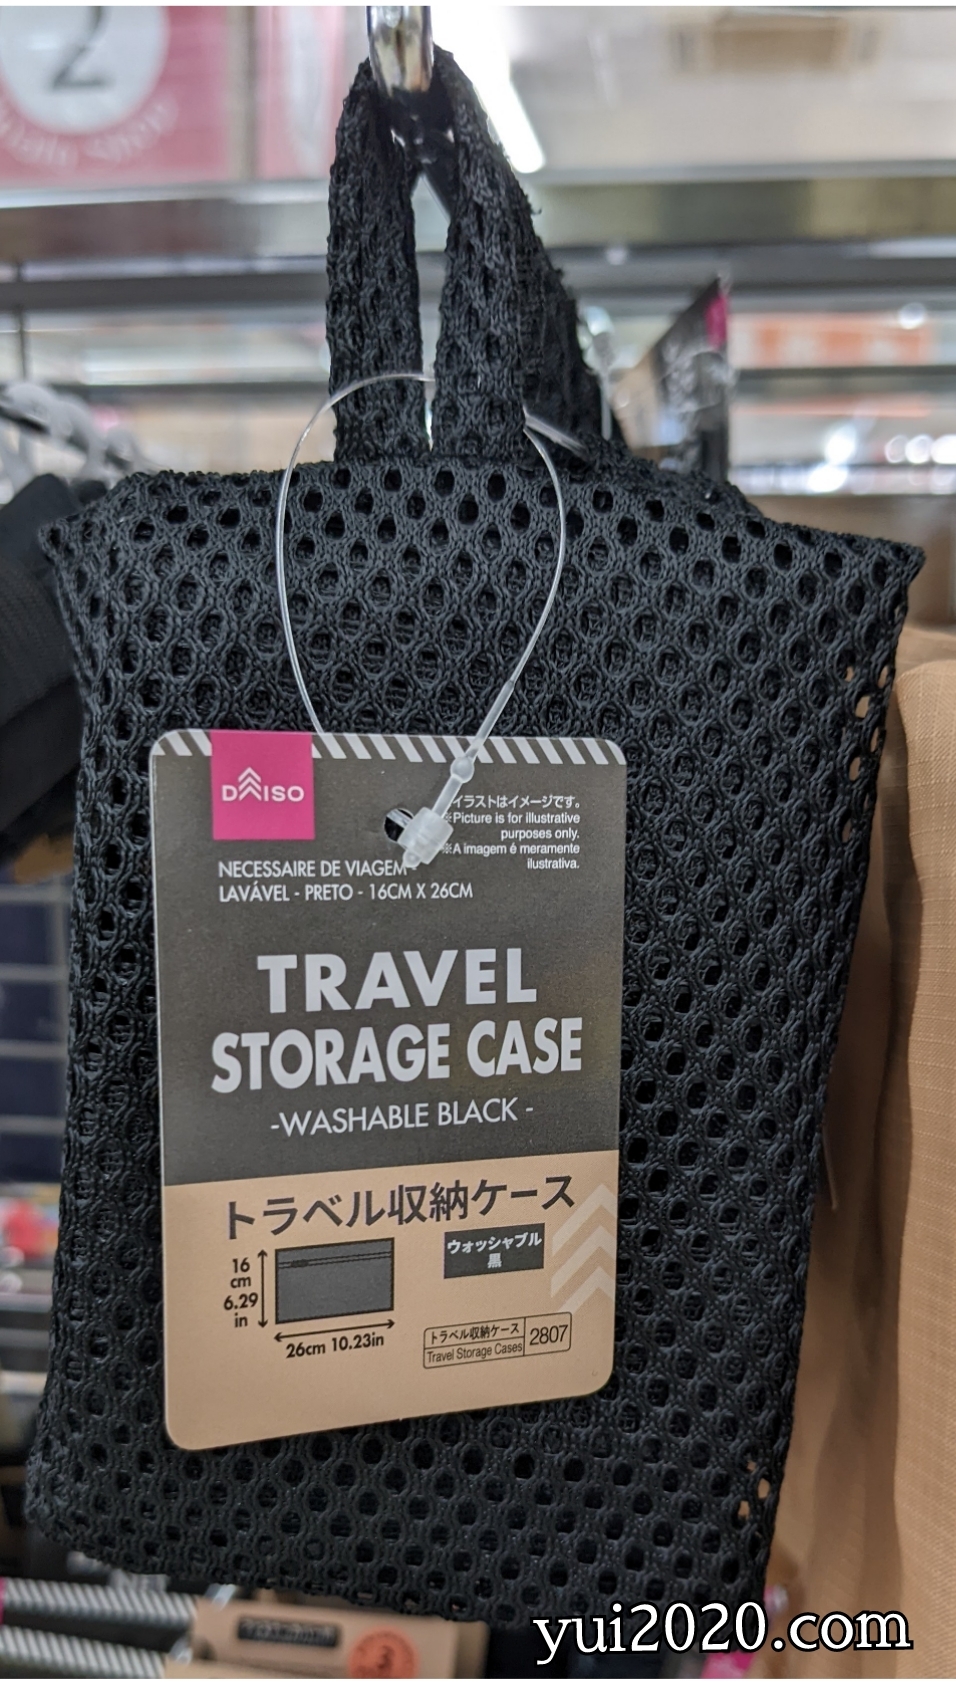 2
DAISO
イラストはイメージです。
※Picture is for illustrative
purposes only.
※A imagem é meramente
ilustrativa.
NECESSAIRE DE VIAGEM
LAVÁVEL - PRETO - 16CM X 26CM
TRAVEL
STORAGE CASE
-WASHABLE BLACK -
トラベル収納ケース
ウォッシャブル
黒
16
cm
6.29
in
26cm 10.23in
トラベル収納ケース
Travel Storage Cases
2807
3
yui2020.com